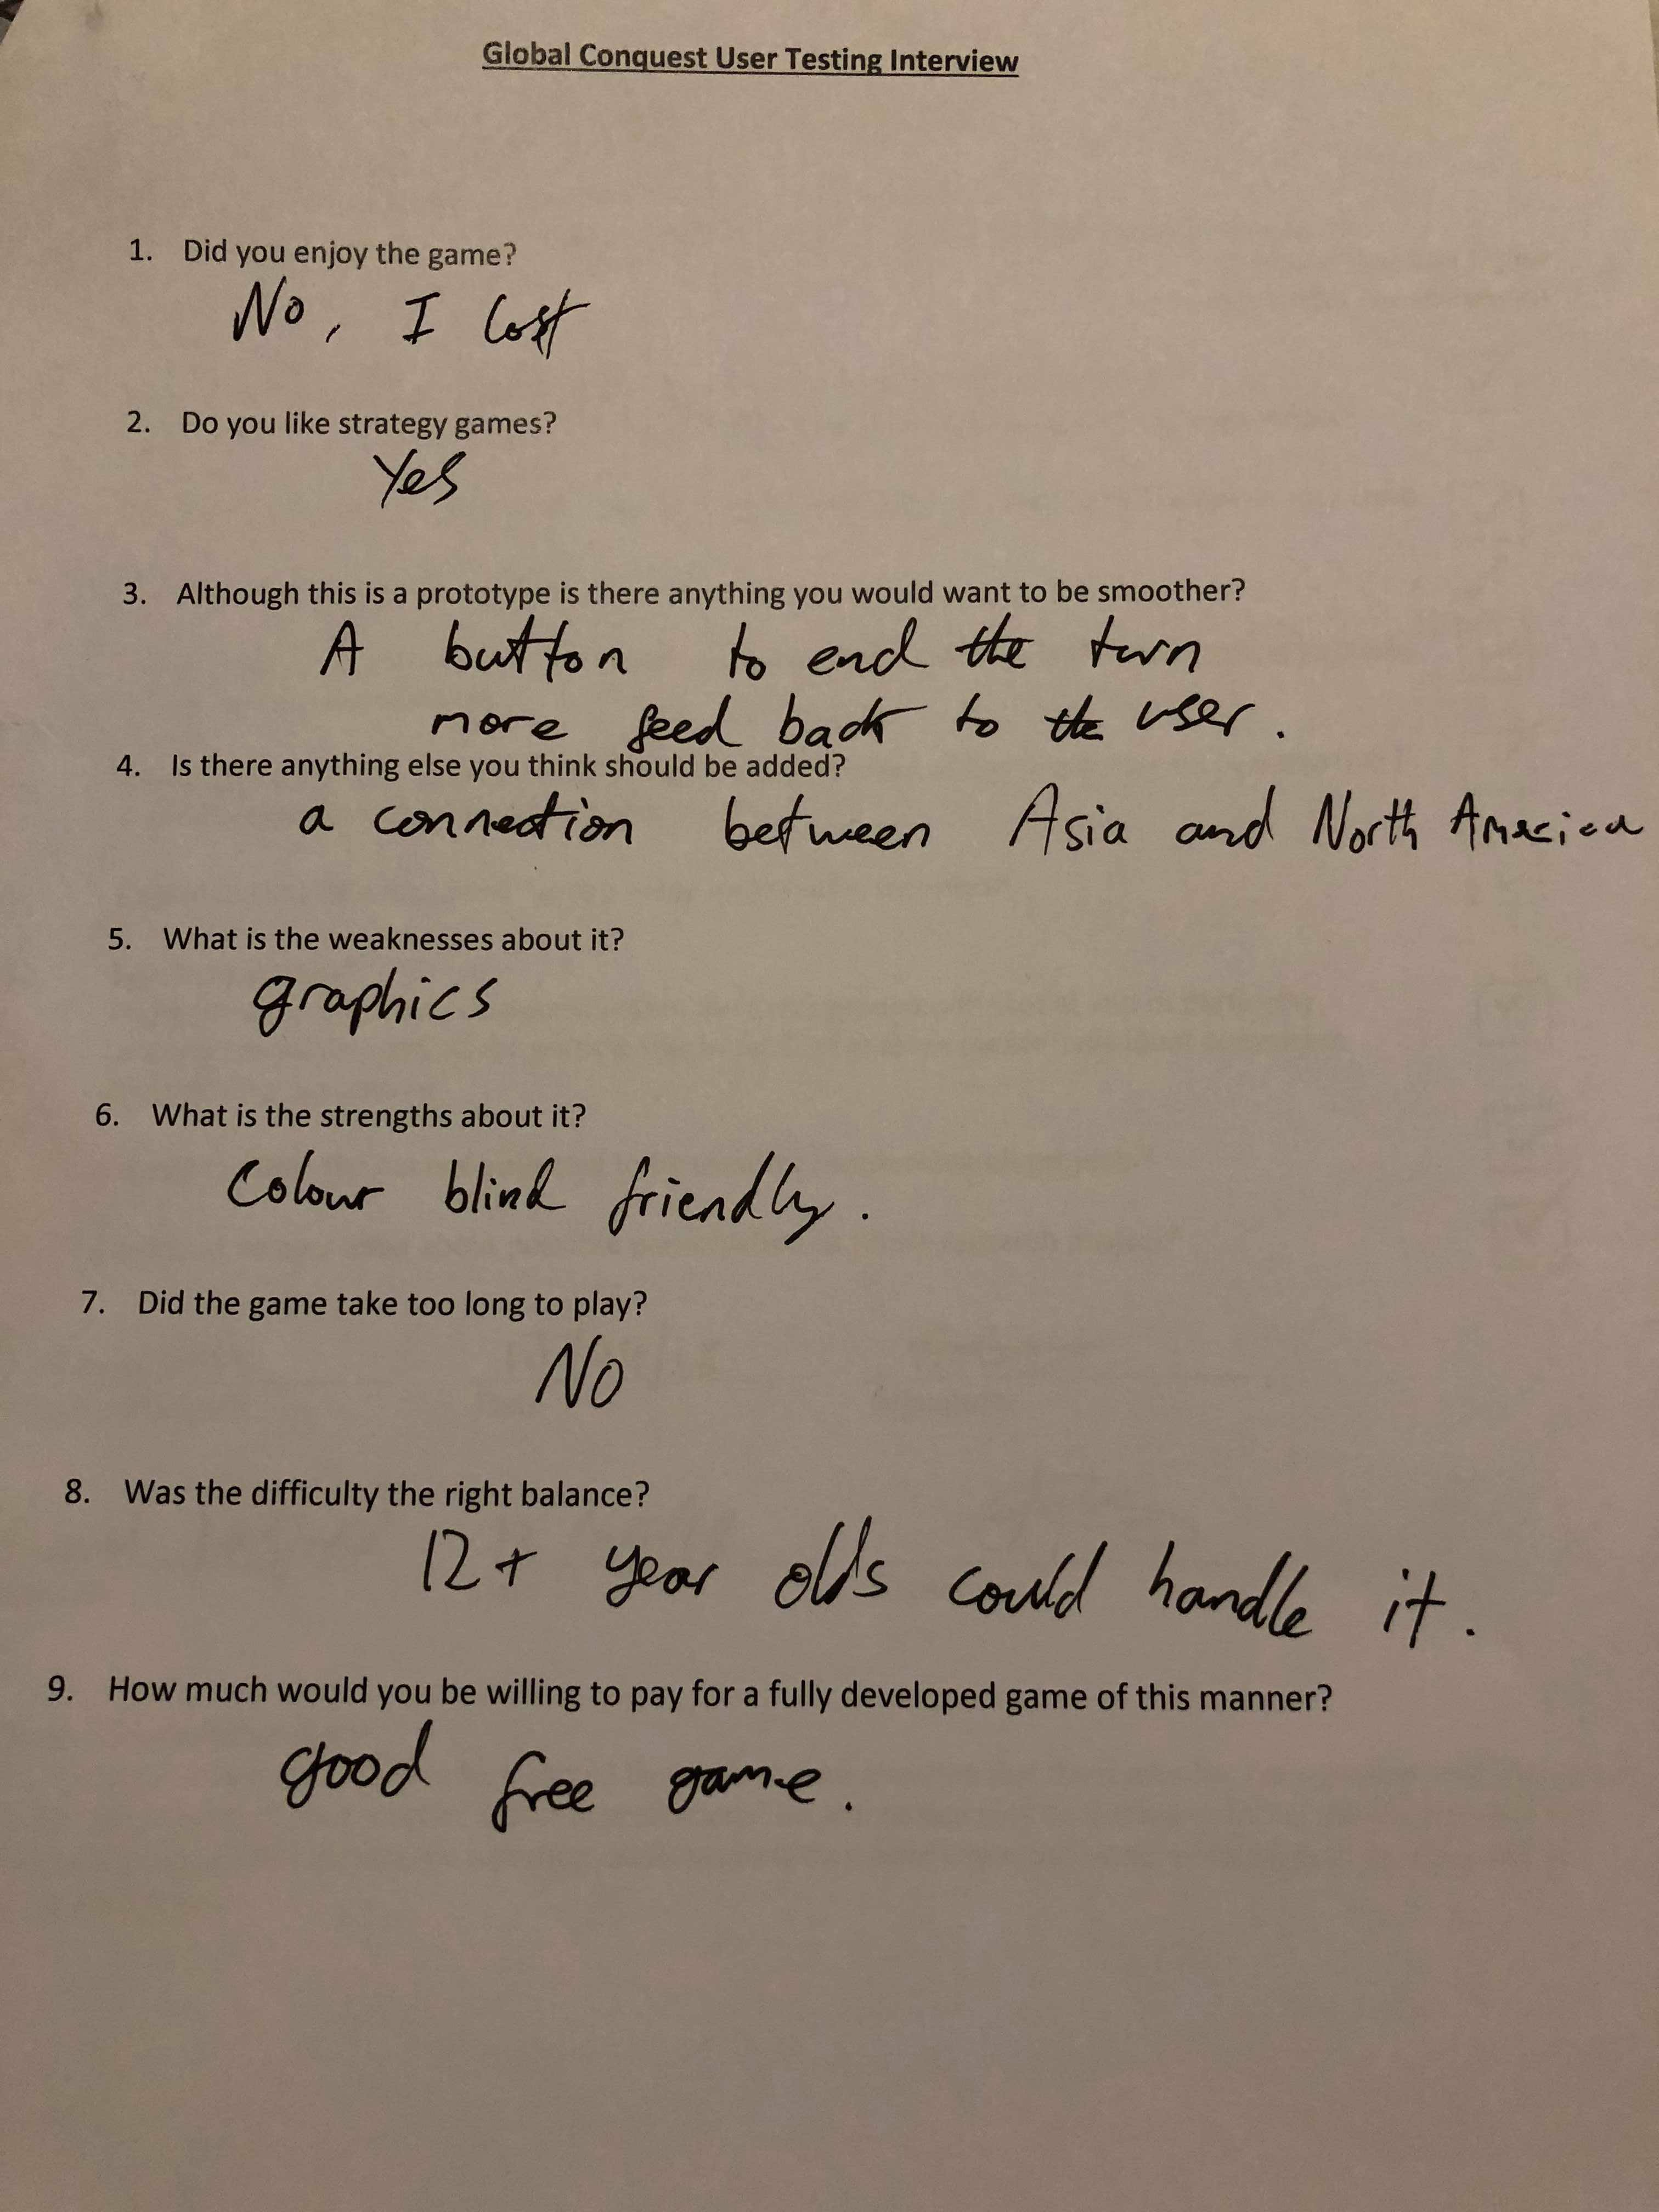 Global Conquest User Testing Interview
1. Did you enjoy the game?
No, I lost
2. Do you like strategy games?
Yes
3. Although this is a prototype is there anything you would want to be smoother?
A button to end the turn
more feed back to the user.
4. Is there anything else you think should be added?
a connection between Asia and North America
5. What is the weaknesses about it?
graphics
6. What is the strengths about it?
Colour blind friendly.
7. Did the game take too long to play?
No
8. Was the difficulty the right balance?
12+ year olds could handle it.
9. How much would you be willing to pay for a fully developed game of this manner?
good free game.